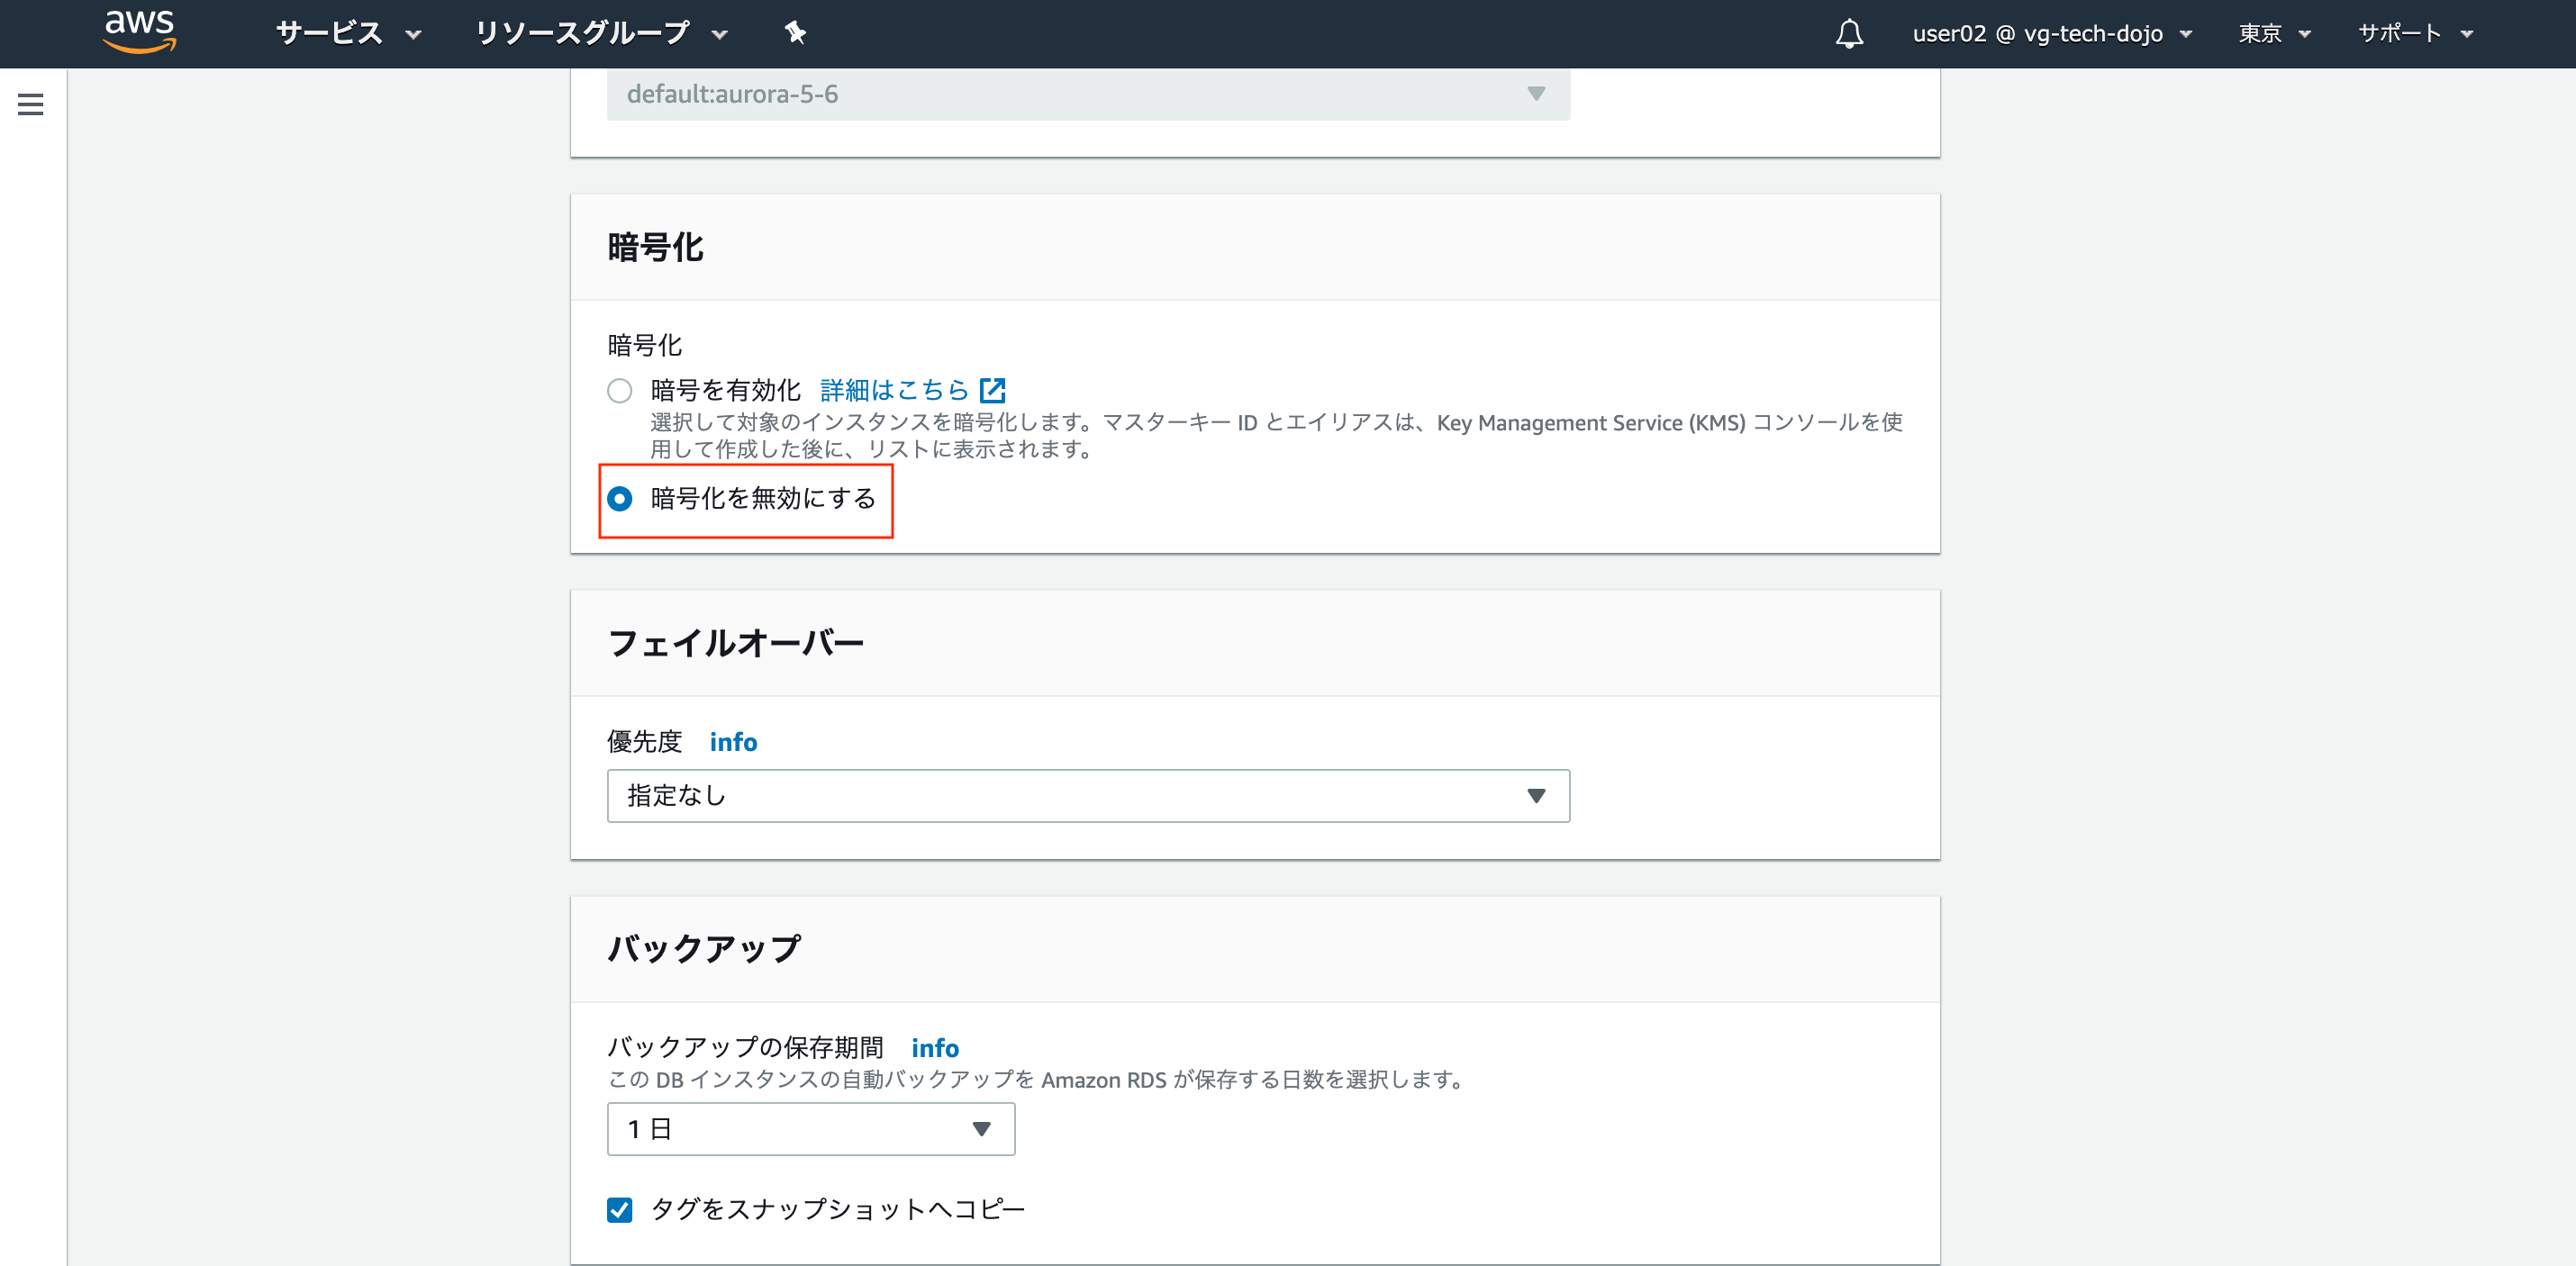 aws サービス リソースグループ user02 @ vg-tech-dojo 東京 サポート
default:aurora-5-6
暗号化
暗号化
暗号を有効化 詳細はこちら
選択して対象のインスタンスを暗号化します。マスターキー ID とエイリアスは、Key Management Service (KMS) コンソールを使
用して作成した後に、リストに表示されます。
暗号化を無効にする
フェイルオーバー
優先度 info
指定なし
バックアップ
バックアップの保存期間 info
この DB インスタンスの自動バックアップを Amazon RDS が保存する日数を選択します。
1 日
タグをスナップショットへコピー